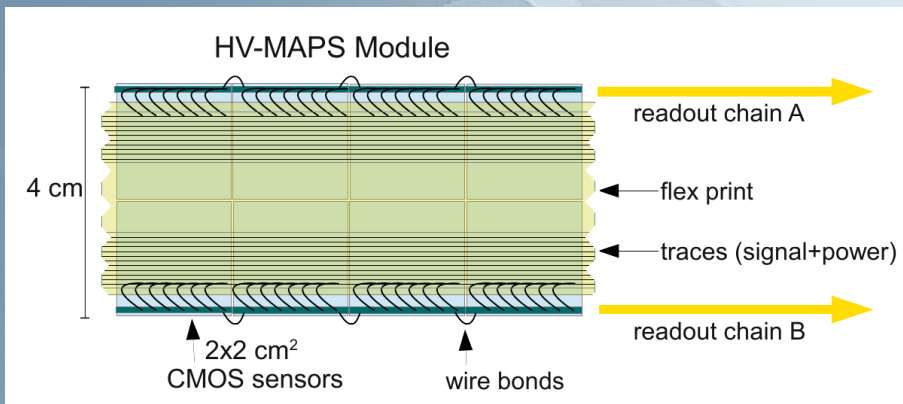 HV-MAPS Module
readout chain A
4 cm
flex print
traces (signal+power)
readout chain B
2x2 cm²
CMOS sensors
wire bonds